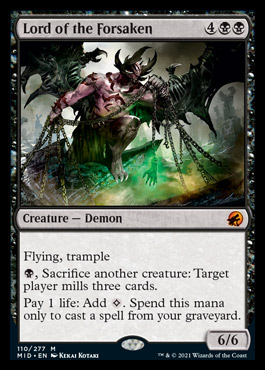 Lord of the Forsaken 4
Creature — Demon
Flying, trample
, Sacrifice another creature: Target
player mills three cards.
Pay 1 life: Add . Spend this mana
only to cast a spell from your graveyard.
6/6
110/277 M
MID • EN KEKAI KOTAKI
™ & © 2021 Wizards of the Coast